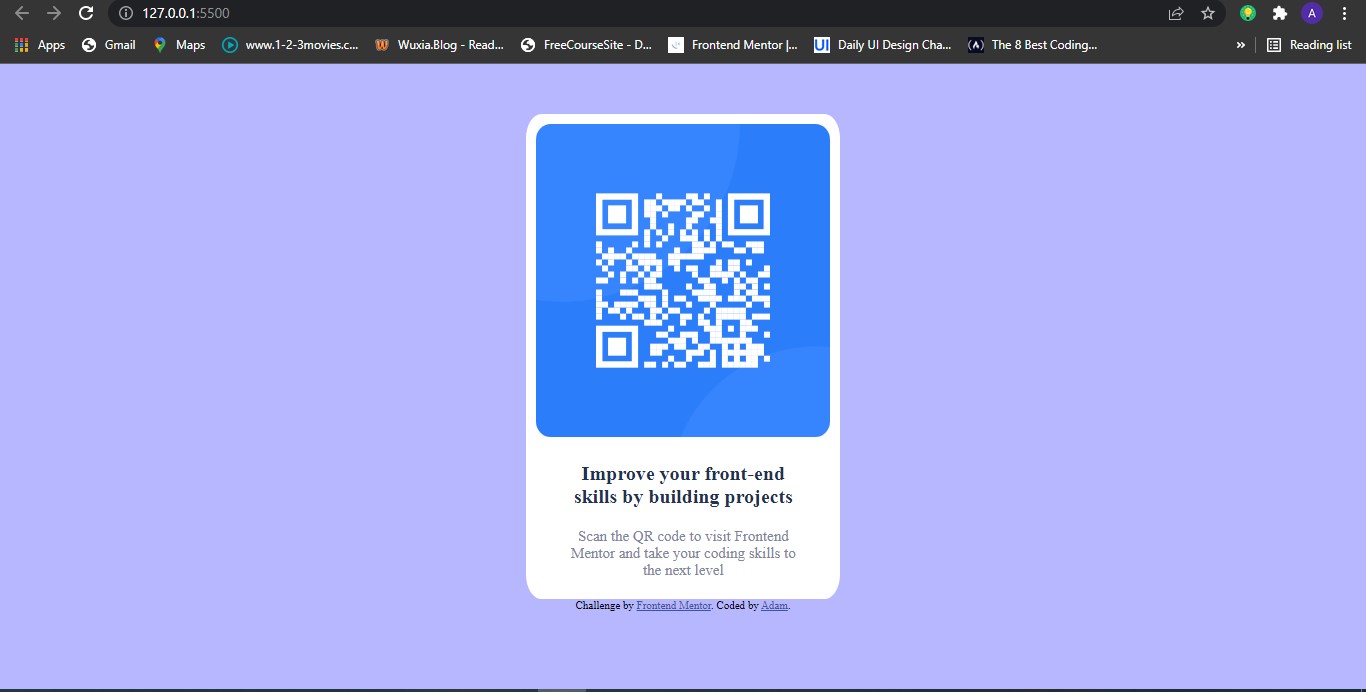 127.0.0.1:5500
A
Apps Gmail Maps www.1-2-3movies.c... Wuxia.Blog - Read... FreeCourseSite - D... Frontend Mentor |... UI Daily UI Design Cha... The 8 Best Coding... » Reading list
Improve your front-end
skills by building projects
Scan the QR code to visit Frontend
Mentor and take your coding skills to
the next level
Challenge by Frontend Mentor. Coded by Adam.